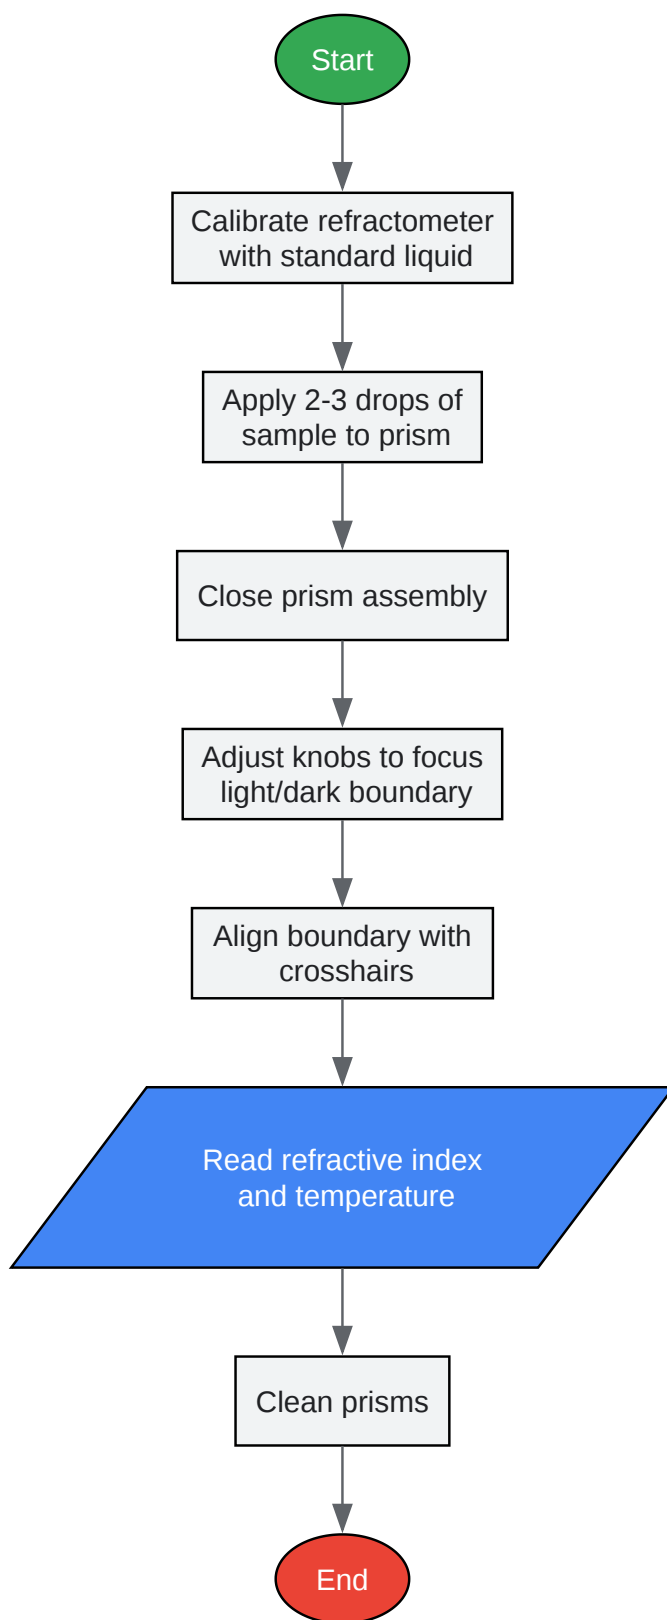 Start
Calibrate refractometer
with standard liquid
Apply 2-3 drops of
sample to prism
Close prism assembly
Adjust knobs to focus
light/dark boundary
Align boundary with
crosshairs
Read refractive index
and temperature
Clean prisms
End